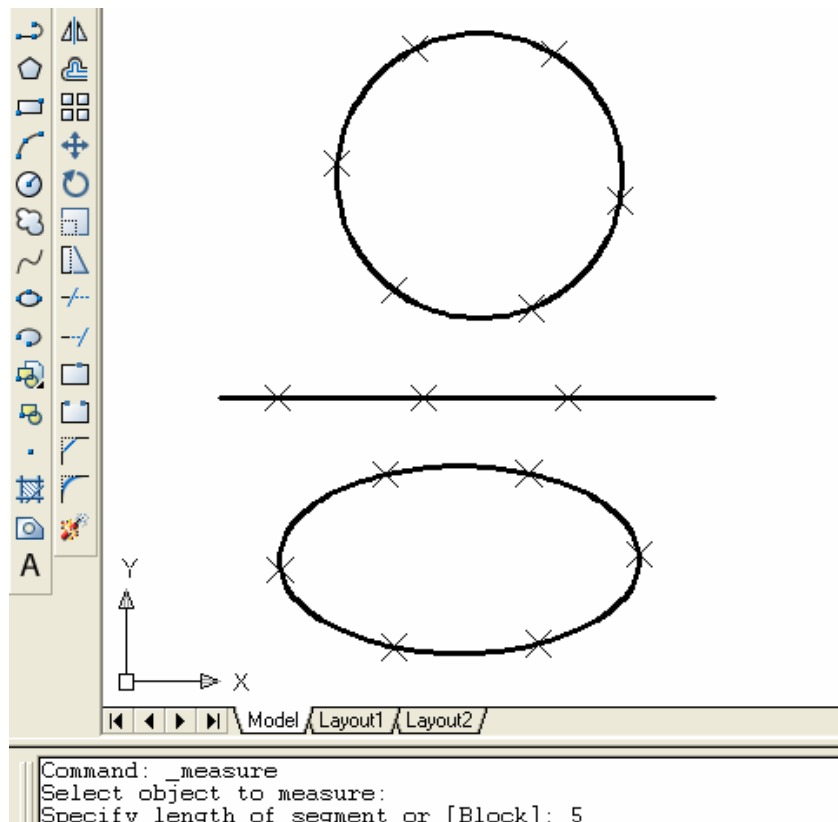 A
Y
X
Model Layout1 Layout2
Command: _measure
Select object to measure:
Specify length of segment or [Block]: 5